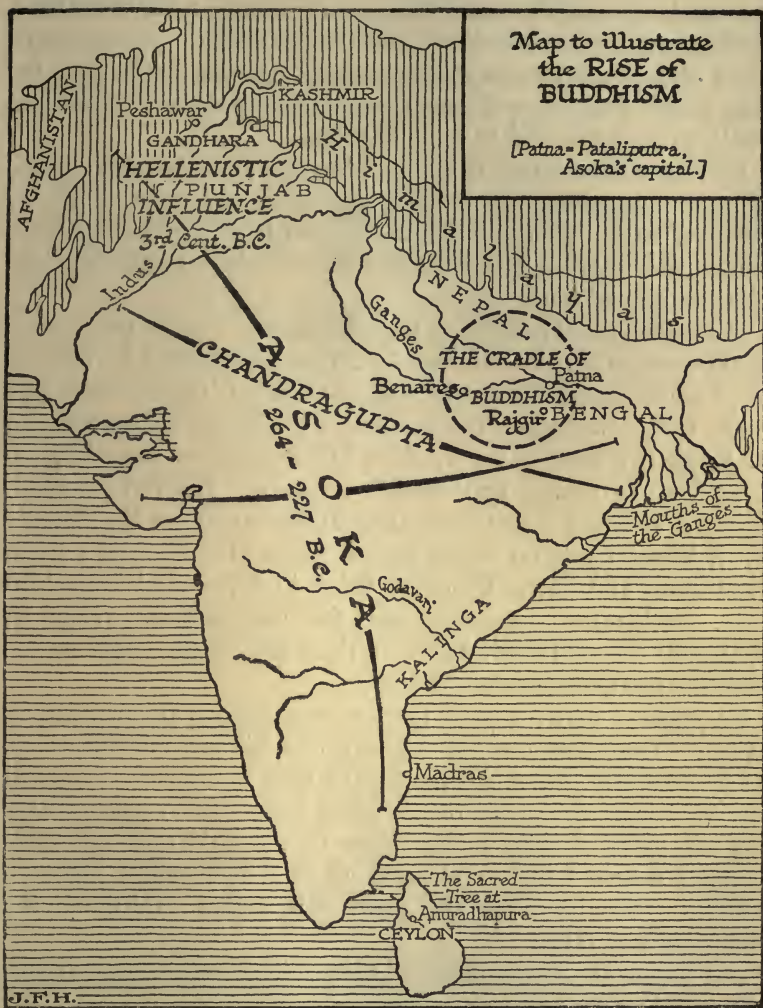 Map to illustrate
the RISE of
BUDDHISM
[Patna = Pataliputra,
Asoka's capital.]
AFGHANISTAN
Peshawar
KASHMIR
GANDHARA
HELLENISTIC
PUNJAB
INFLUENCE
3rd Cent. B.C.
Indus
Himalayas
NEPAL
Ganges
THE CRADLE OF
BUDDHISM
Patna
Benares
Rajgir
BENGAL
CHANDRAGUPTA
ASOKA
264 - 227 B.C.
Mouths of
the Ganges
Godavari
KALINGA
Madras
The Sacred
Tree at
Anuradhapura
CEYLON
J.F.H.